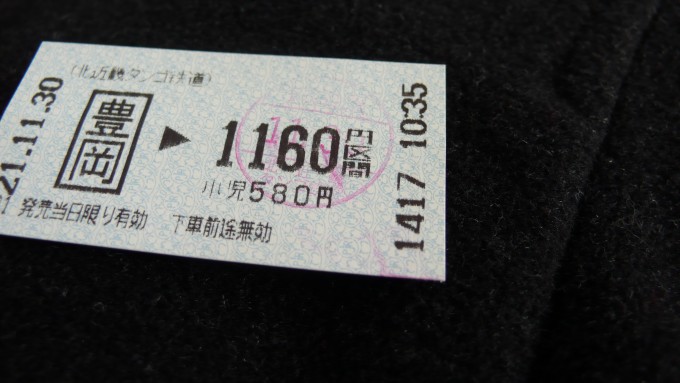 (北近畿タンゴ鉄道)
21.11.30
豊岡 ▶ 1160円区間
小児580円
発売当日限り有効 下車前途無効
1417 10:35